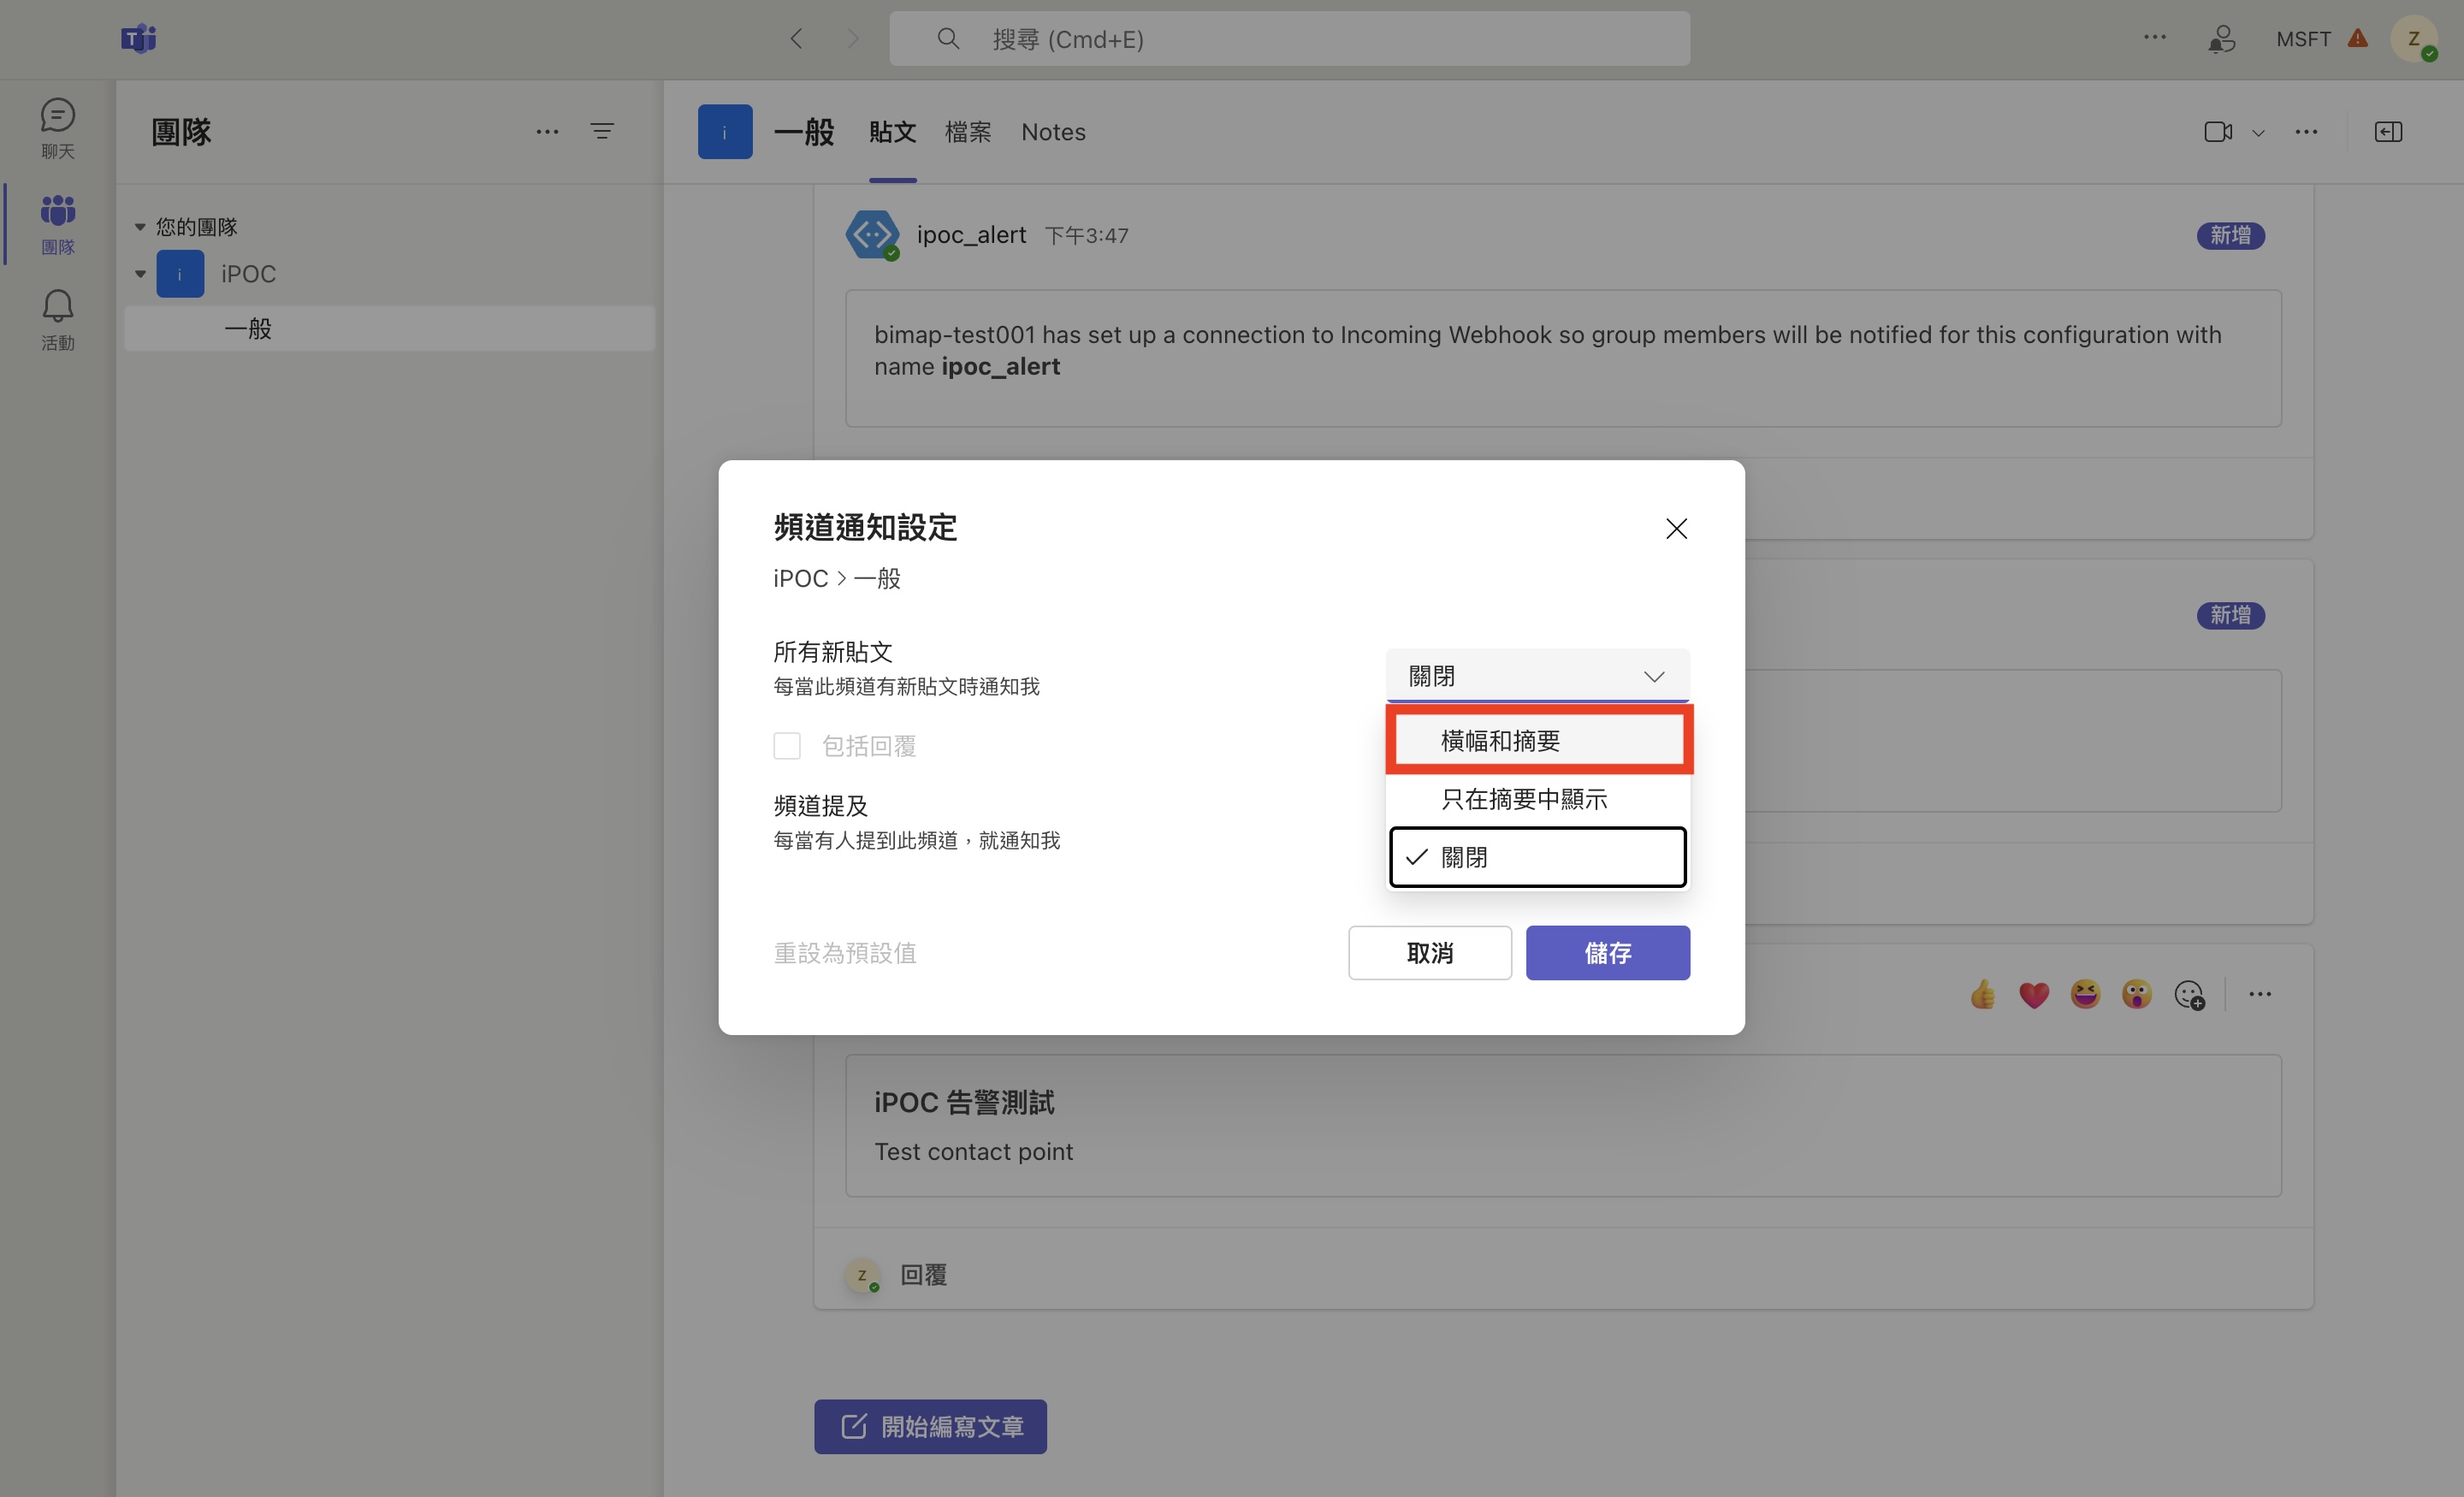 搜尋 (Cmd+E)
MSFT
Z
聊天
團隊
活動
團隊
您的團隊
i
iPOC
一般
i
一般
貼文
檔案
Notes
ipoc_alert
下午3:47
新增
bimap-test001 has set up a connection to Incoming Webhook so group members will be notified for this configuration with
name ipoc_alert
頻道通知設定
iPOC > 一般
新增
所有新貼文
每當此頻道有新貼文時通知我
關閉
橫幅和摘要
包括回覆
只在摘要中顯示
頻道提及
每當有人提到此頻道，就通知我
關閉
重設為預設值
取消
儲存
iPOC 告警測試
Test contact point
Z
回覆
開始編寫文章